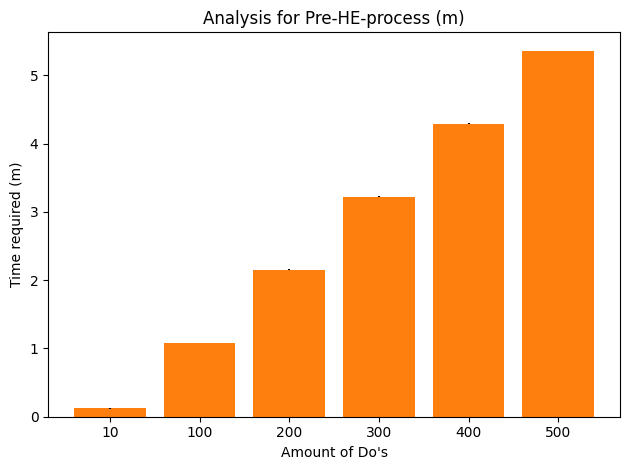 Analysis for Pre-HE-process (m)
Time required (m)
5
4
3
2
1
0
10 100 200 300 400 500
Amount of Do's